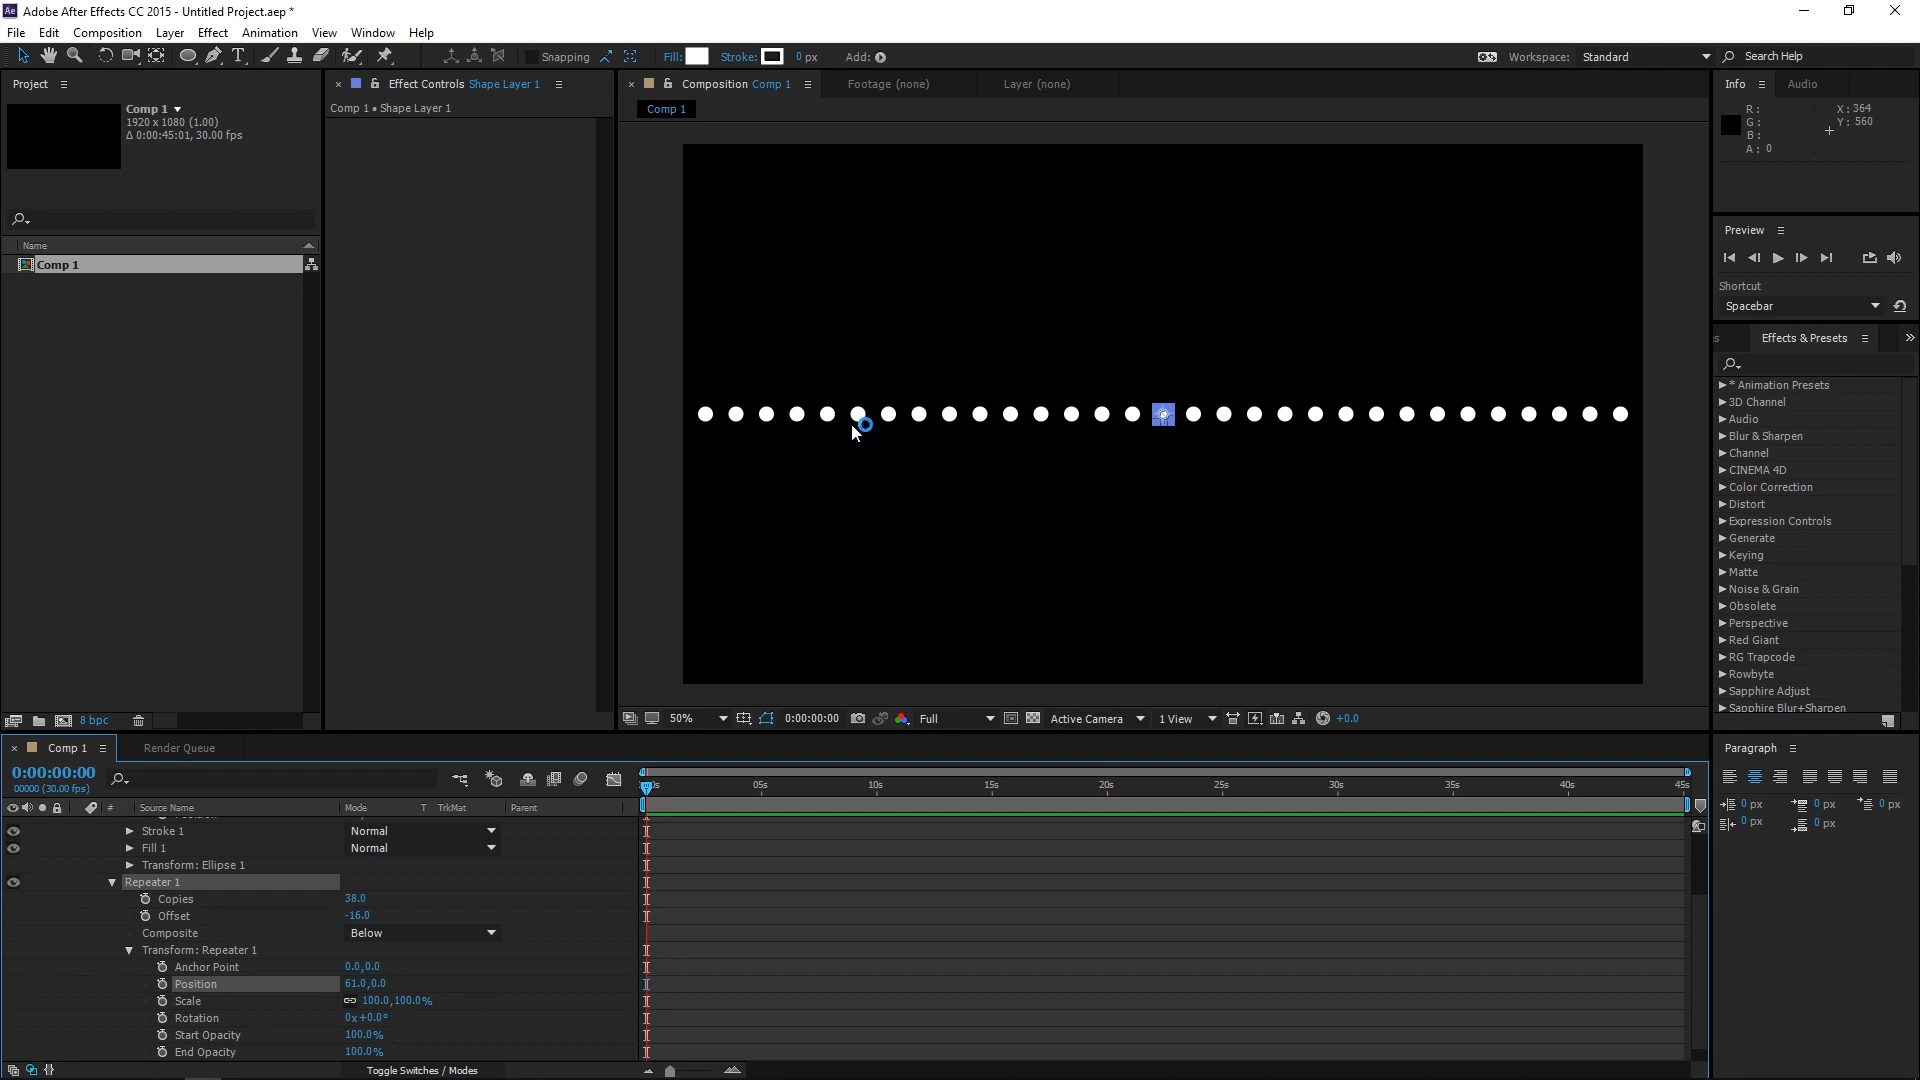 Adobe After Effects CC 2015 - Untitled Project.aep *
File Edit Composition Layer Effect Animation View Window Help
Snapping Fill: Stroke: 0 px Add:
Workspace: Standard Search Help
Project
Comp 1
1920 x 1080 (1.00)
Δ 0:00:45:01, 30.00 fps
Name
Comp 1
8 bpc
Effect Controls Shape Layer 1
Comp 1 • Shape Layer 1
Composition Comp 1 Footage (none) Layer (none)
Comp 1
50% 0:00:00:00 Full Active Camera 1 View +0.0
Info Audio
R: X: 364
G: Y: 560
B:
A: 0
Preview
Shortcut
Spacebar
s Effects & Presets
* Animation Presets
3D Channel
Audio
Blur & Sharpen
Channel
CINEMA 4D
Color Correction
Distort
Expression Controls
Generate
Keying
Matte
Noise & Grain
Obsolete
Perspective
Red Giant
RG Trapcode
Rowbyte
Sapphire Adjust
Sapphire Blur+Sharpen
Paragraph
0 px 0 px 0 px
0 px 0 px
Comp 1 Render Queue
0:00:00:00
00000 (30.00 fps)
# Source Name Mode T TrkMat Parent
05s 10s 15s 20s 25s 30s 35s 40s 45s
Stroke 1 Normal
Fill 1 Normal
Transform: Ellipse 1
Repeater 1
Copies 38.0
Offset -16.0
Composite Below
Transform: Repeater 1
Anchor Point 0.0,0.0
Position 61.0,0.0
Scale 100.0,100.0%
Rotation 0x+0.0°
Start Opacity 100.0%
End Opacity 100.0%
Toggle Switches / Modes